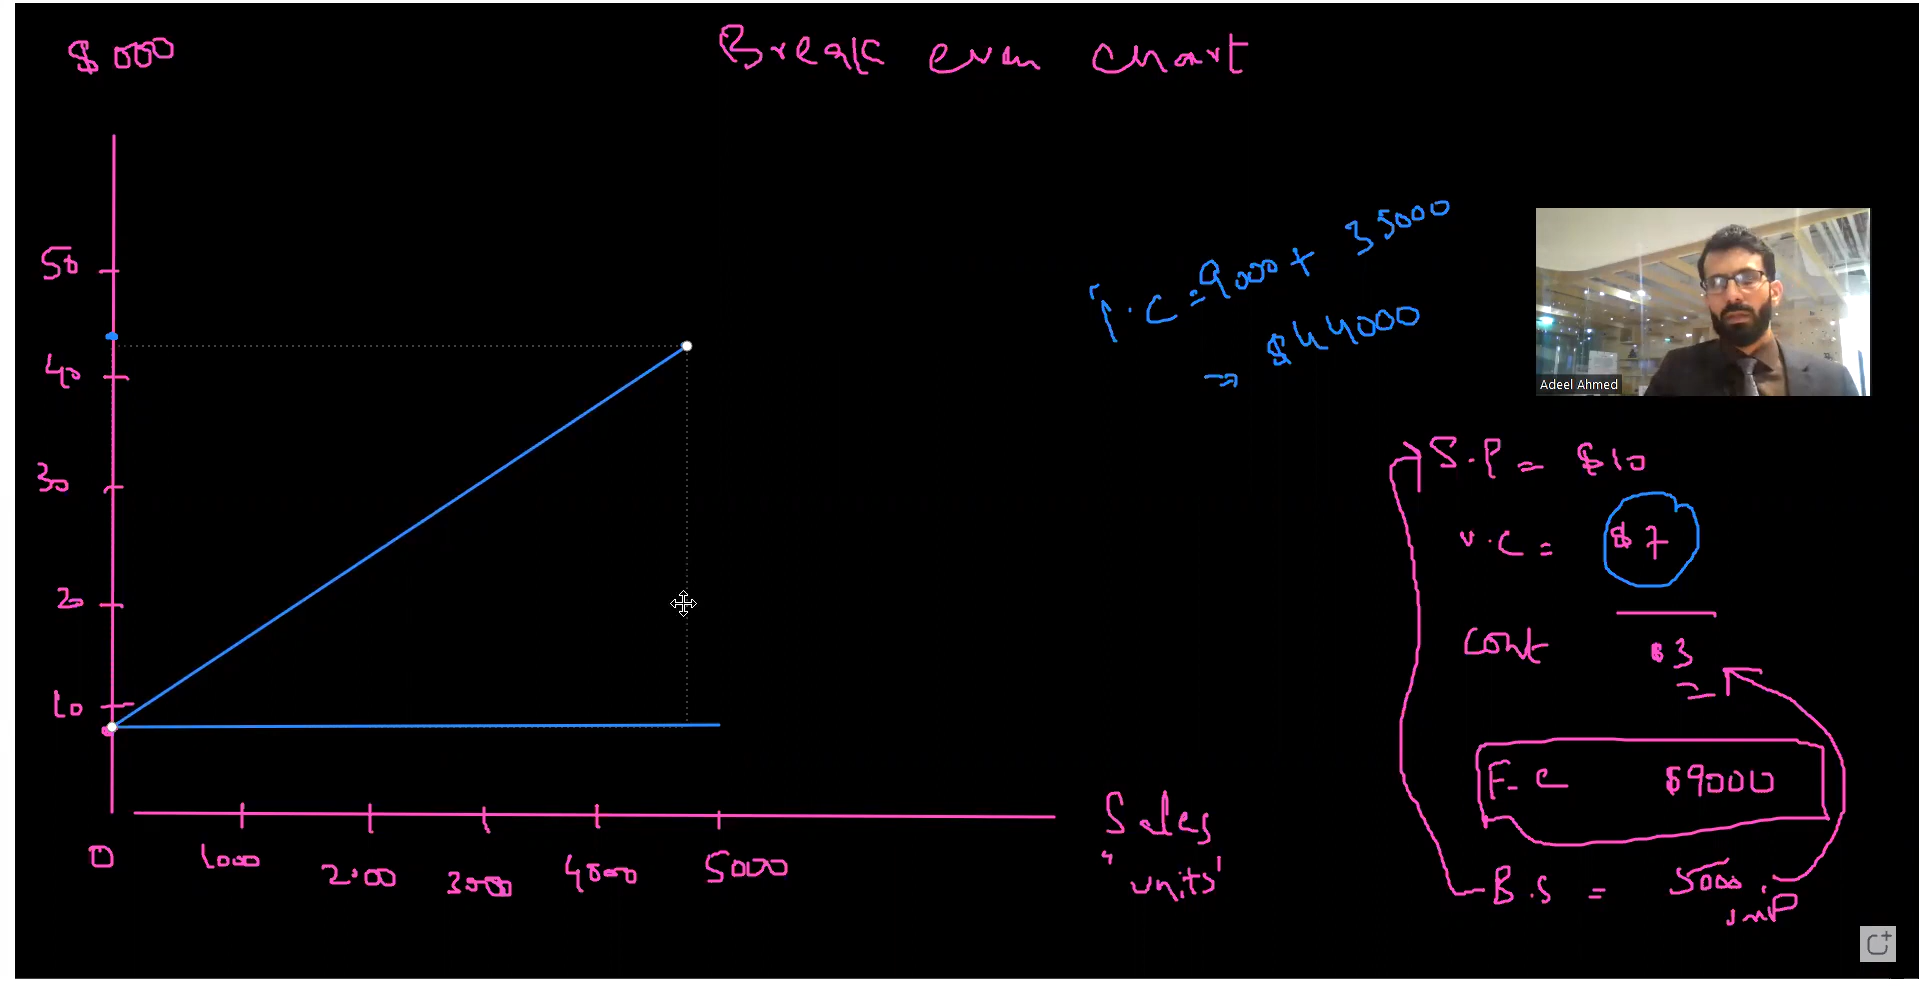 $ 000
Break even chart
50
40
30
20
10
0
1000
2000
3000
4000
5000
Sales
"units"
T.C = 9000 + 35000
⇒ $44000
Adeel Ahmed
S.P = $10
V.C = $7
Cont $3
F.C $9000
B.S = 5000